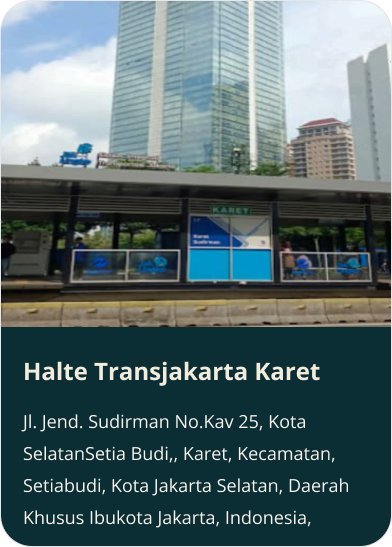 KARET
Karet
Sudirman
Halte Transjakarta Karet
Jl. Jend. Sudirman No.Kav 25, Kota
SelatanSetia Budi,, Karet, Kecamatan,
Setiabudi, Kota Jakarta Selatan, Daerah
Khusus Ibukota Jakarta, Indonesia,